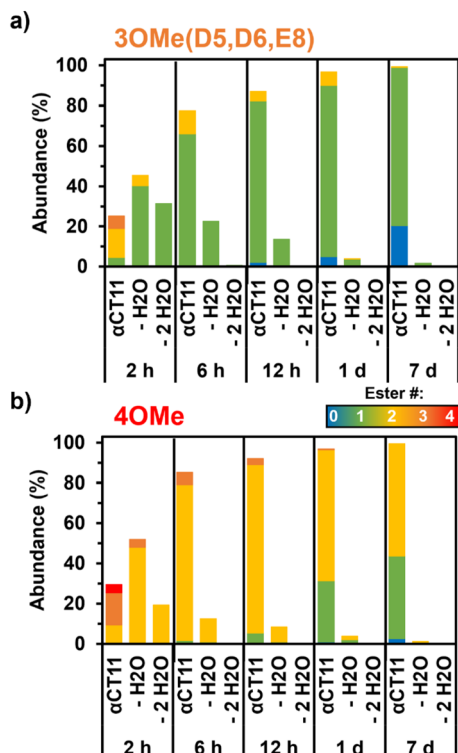 a)
3OMe(D5,D6,E8)
Abundance (%)
100
80
60
40
20
0
αCT11
- H2O
- 2 H2O
αCT11
- H2O
- 2 H2O
αCT11
- H2O
- 2 H2O
αCT11
- H2O
- 2 H2O
αCT11
- H2O
- 2 H2O
2 h 6 h 12 h 1 d 7 d
b)
4OMe
Ester #:
0 1 2 3 4
Abundance (%)
100
80
60
40
20
0
αCT11
- H2O
- 2 H2O
αCT11
- H2O
- 2 H2O
αCT11
- H2O
- 2 H2O
αCT11
- H2O
- 2 H2O
αCT11
- H2O
- 2 H2O
2 h 6 h 12 h 1 d 7 d